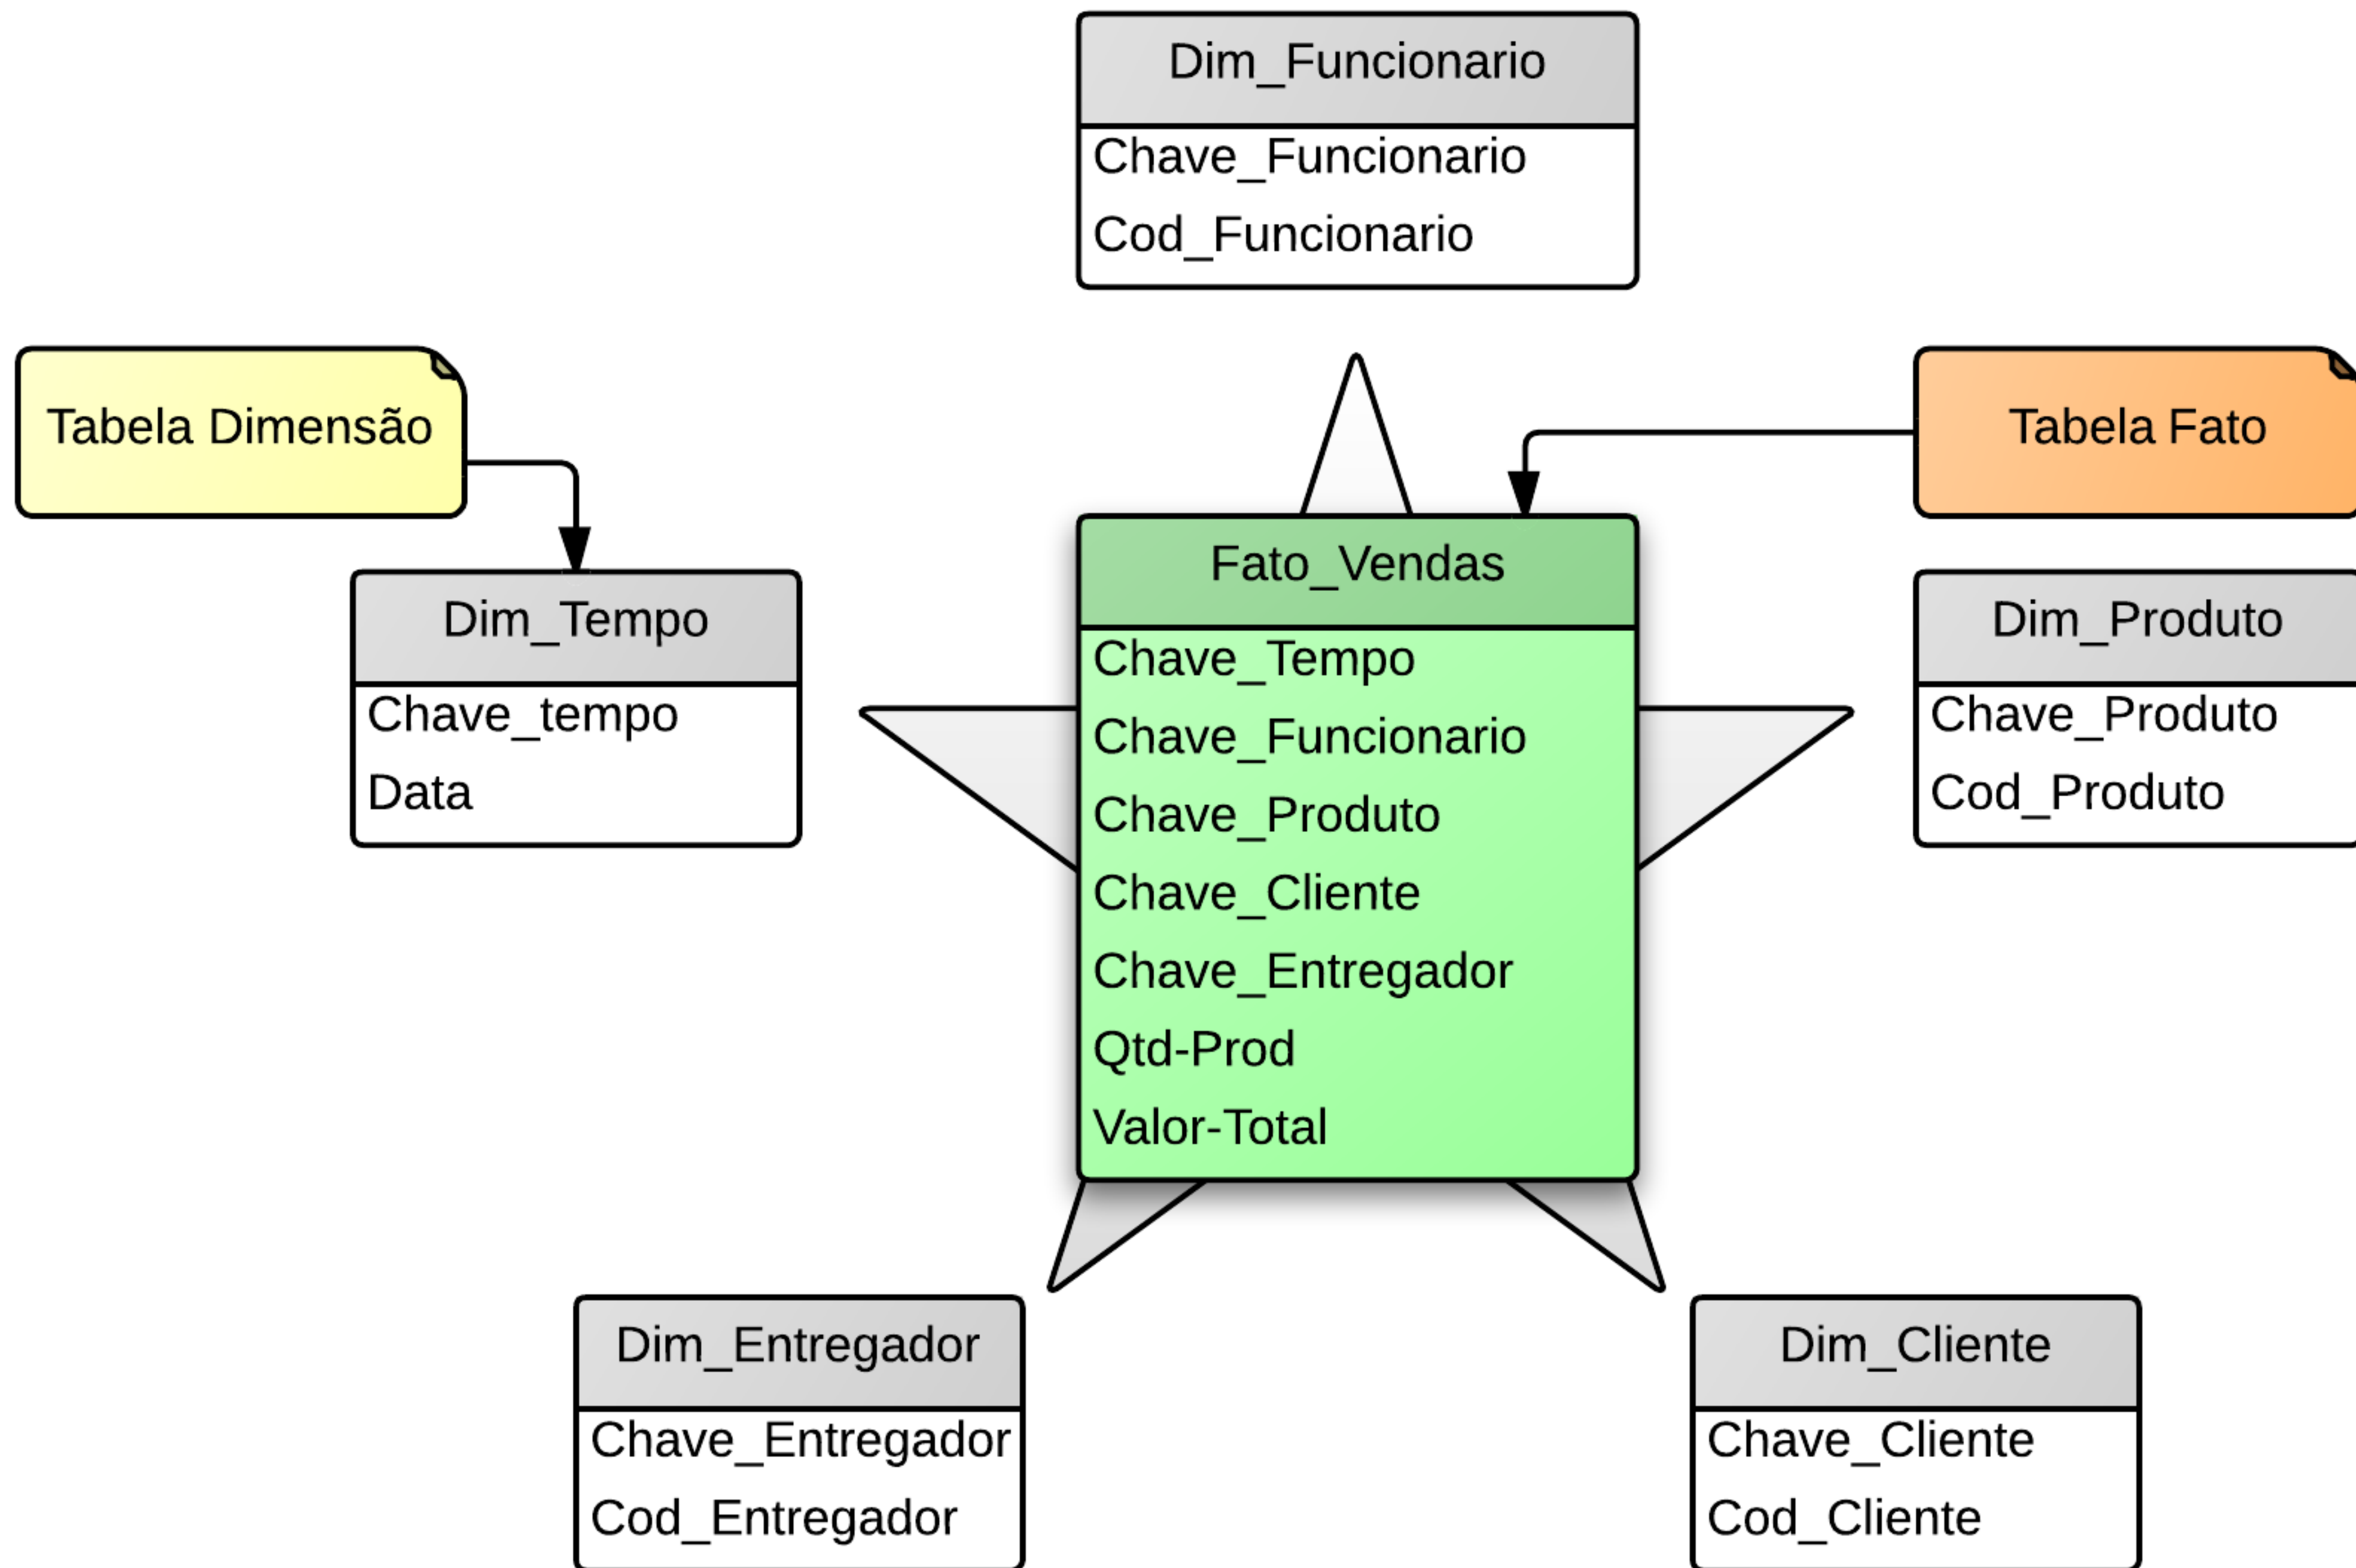 Dim_Funcionario
Chave_Funcionario
Cod_Funcionario
Tabela Dimensão
Tabela Fato
Dim_Tempo
Chave_tempo
Data
Fato_Vendas
Chave_Tempo
Chave_Funcionario
Chave_Produto
Chave_Cliente
Chave_Entregador
Qtd-Prod
Valor-Total
Dim_Produto
Chave_Produto
Cod_Produto
Dim_Entregador
Chave_Entregador
Cod_Entregador
Dim_Cliente
Chave_Cliente
Cod_Cliente